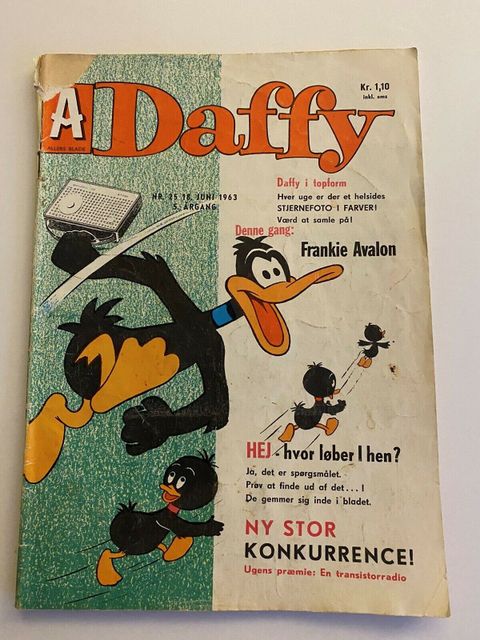 A
ALLERS BLADE
Daffy
Kr. 1,10
inkl. oms
NR. 25 18. JUNI 1963
5. ÅRGANG
Daffy i topform
Hver uge er der et helsides
STJERNEFOTO I FARVER!
Værd at samle på!
Denne gang:
Frankie Avalon
HEJ - hvor løber I hen?
Ja, det er spørgsmålet.
Prøv at finde ud af det...!
De gemmer sig inde i bladet.
NY STOR
KONKURRENCE!
Ugens præmie: En transistorradio